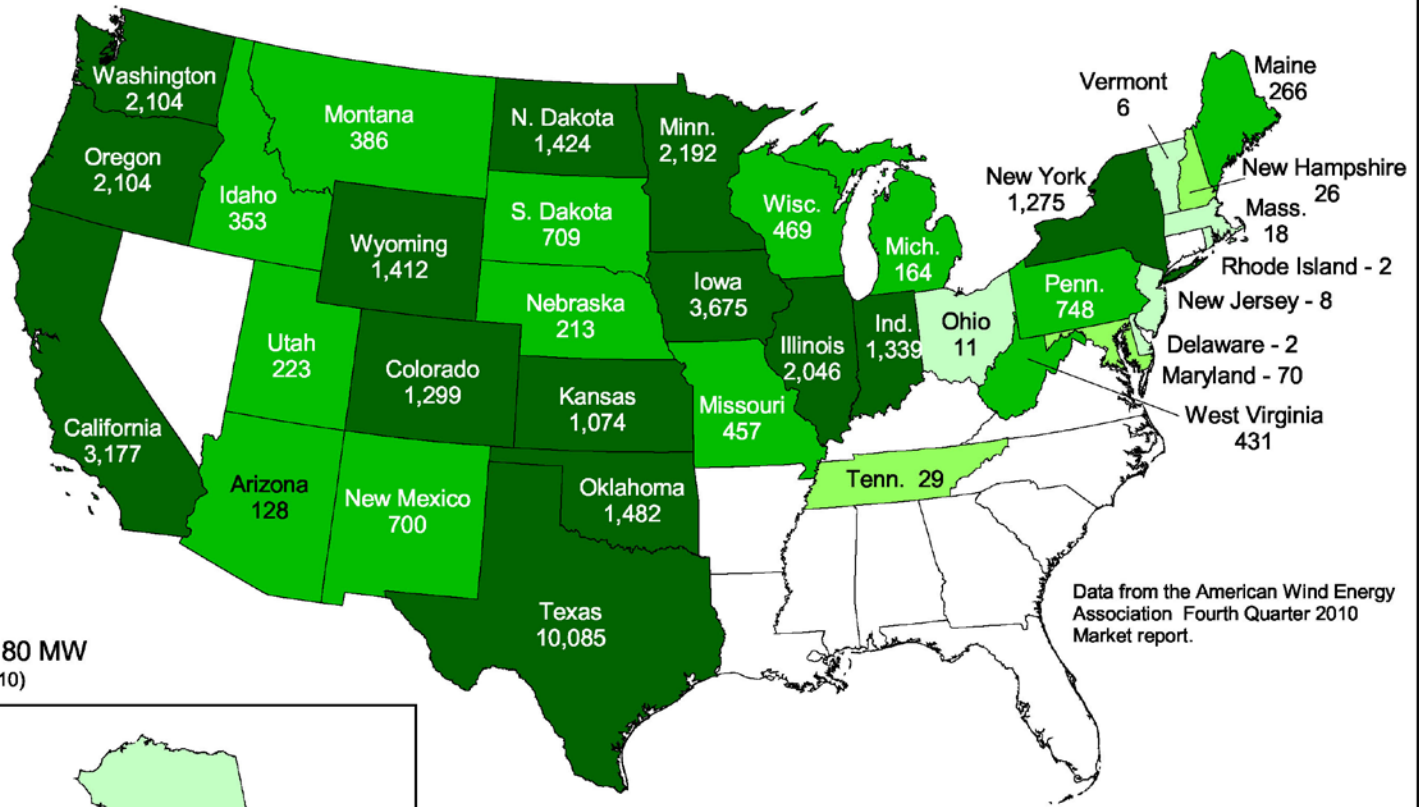 Washington
2,104
Oregon
2,104
California
3,177
Idaho
353
Montana
386
Wyoming
1,412
Utah
223
Colorado
1,299
Arizona
128
New Mexico
700
N. Dakota
1,424
S. Dakota
709
Nebraska
213
Kansas
1,074
Oklahoma
1,482
Texas
10,085
Minn.
2,192
Iowa
3,675
Missouri
457
Wisc.
469
Illinois
2,046
Mich.
164
Ind.
1,339
Ohio
11
Tenn. 29
Penn.
748
New York
1,275
Vermont
6
Maine
266
New Hampshire
26
Mass.
18
Rhode Island - 2
New Jersey - 8
Delaware - 2
Maryland - 70
West Virginia
431
Data from the American Wind Energy
Association Fourth Quarter 2010
Market report.
80 MW
10)